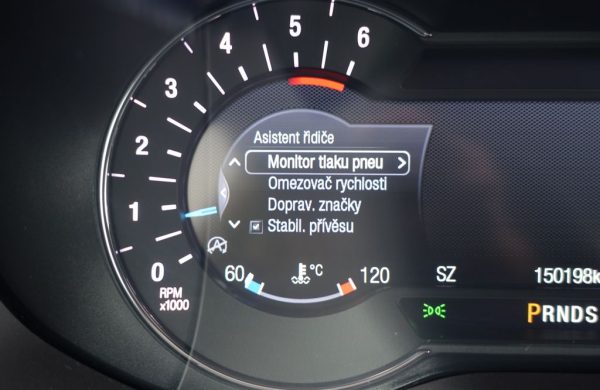 5
4
6
3
2
1
0
RPM
x1000
Asistent řidiče
Monitor tlaku pneu
Omezovač rychlosti
Doprav. značky
Stabil. přívěsu
60 °C 120
SZ 150198k
PRNDS